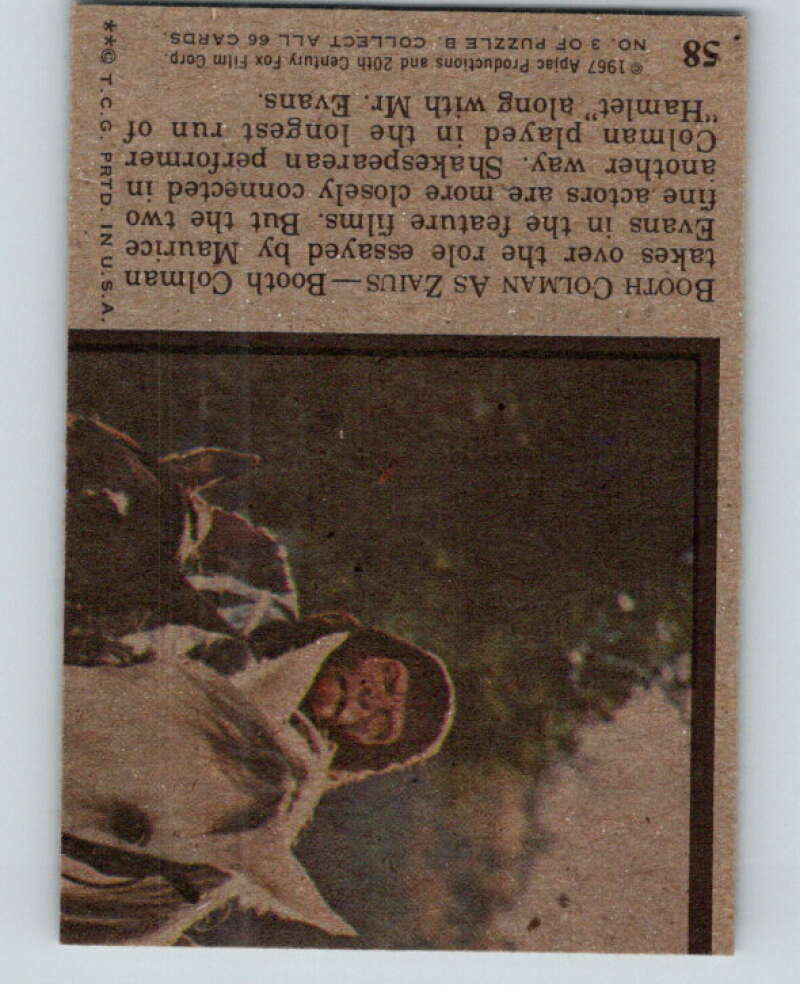 BOOTH COLMAN AS ZAIUS—Booth Colman
takes over the role essayed by Maurice
Evans in the feature films. But the two
fine actors are more closely connected in
another way. Shakespearean performer
Colman played in the longest run of
"Hamlet" along with Mr. Evans.
© 1967 Apjac Productions and 20th Century Fox Film Corp.
NO. 3 OF PUZZLE B. COLLECT ALL 66 CARDS.
58
**© T.C.G. PRTD. IN U.S.A.